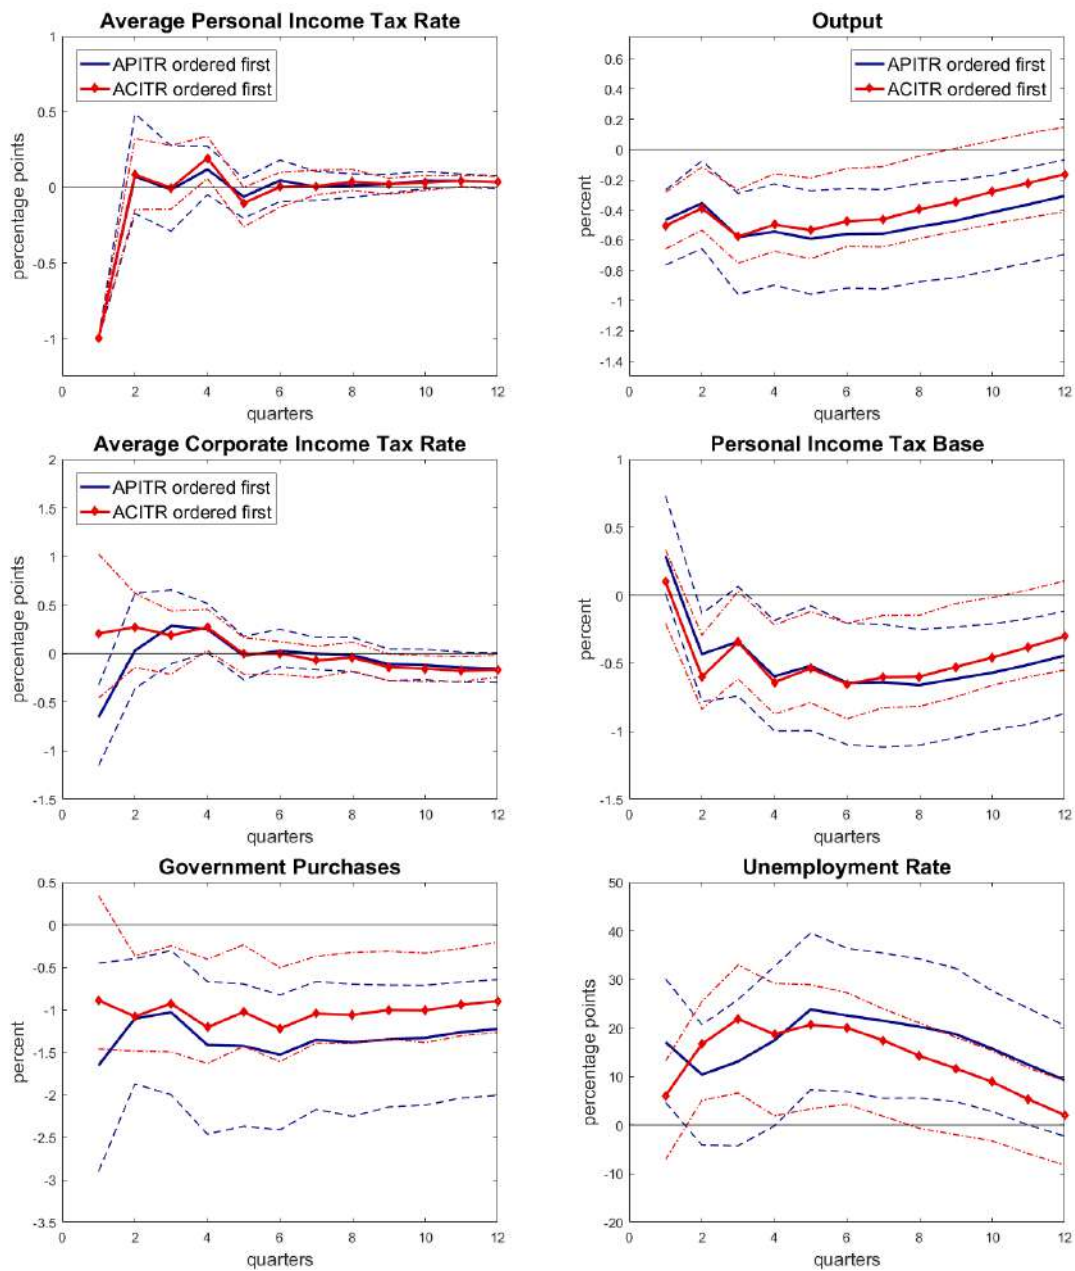 Average Personal Income Tax Rate
1
0.5
0
-0.5
-1
percentage points
APITR ordered first
ACITR ordered first
0 2 4 6 8 10 12
quarters
Output
0.6
0.4
0.2
0
-0.2
-0.4
-0.6
-0.8
-1
-1.2
-1.4
percent
APITR ordered first
ACITR ordered first
0 2 4 6 8 10 12
quarters
Average Corporate Income Tax Rate
2
1.5
1
0.5
0
-0.5
-1
-1.5
percentage points
APITR ordered first
ACITR ordered first
0 2 4 6 8 10 12
quarters
Personal Income Tax Base
1
0.5
0
-0.5
-1
-1.5
percent
0 2 4 6 8 10 12
quarters
Government Purchases
0.5
0
-0.5
-1
-1.5
-2
-2.5
-3
-3.5
percent
0 2 4 6 8 10 12
quarters
Unemployment Rate
50
40
30
20
10
0
-10
-20
percentage points
0 2 4 6 8 10 12
quarters